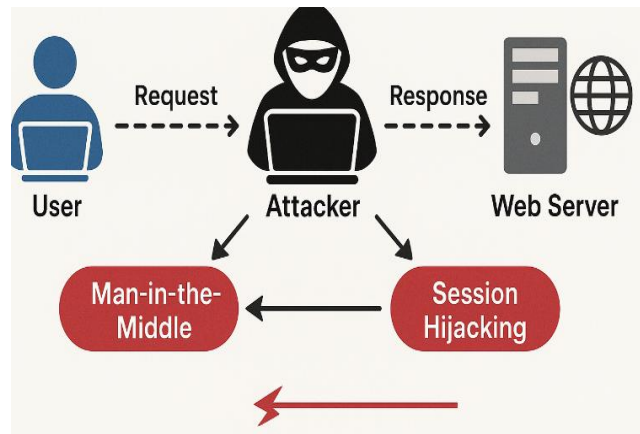 Request
Response
User
Attacker
Web Server
Man-in-the-
Middle
Session
Hijacking